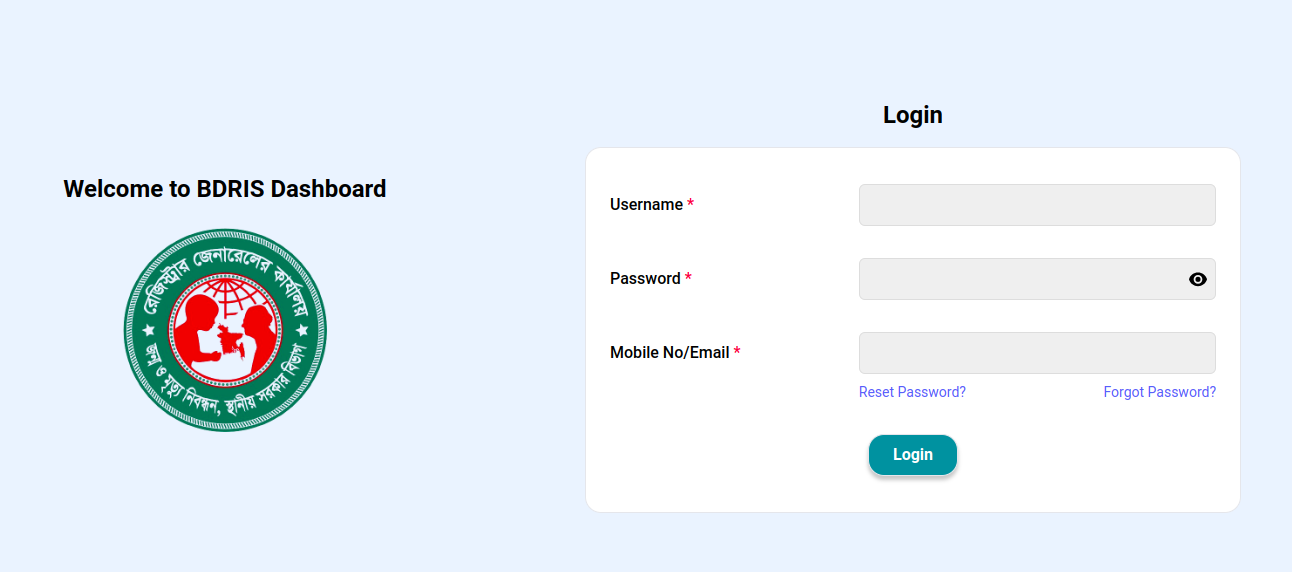 Welcome to BDRIS Dashboard
রেজিস্ট্রার জেনারেলের কার্যালয়
জন্ম ও মৃত্যু নিবন্ধন, স্থানীয় সরকার বিভাগ
Login
Username *
Password *
Mobile No/Email *
Reset Password? Forgot Password?
Login